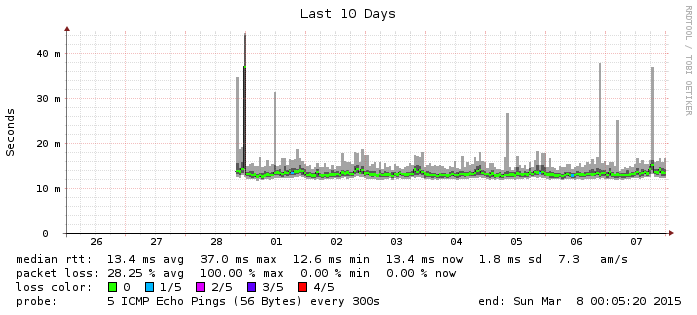 Last 10 Days
RRDTOOL / TOBI OETIKER
Seconds
40 m
30 m
20 m
10 m
0
26 27 28 01 02 03 04 05 06 07
median rtt: 13.4 ms avg 37.0 ms max 12.6 ms min 13.4 ms now 1.8 ms sd 7.3 am/s
packet loss: 28.25 % avg 100.00 % max 0.00 % min 0.00 % now
loss color: 0 1/5 2/5 3/5 4/5
probe: 5 ICMP Echo Pings (56 Bytes) every 300s end: Sun Mar 8 00:05:20 2015